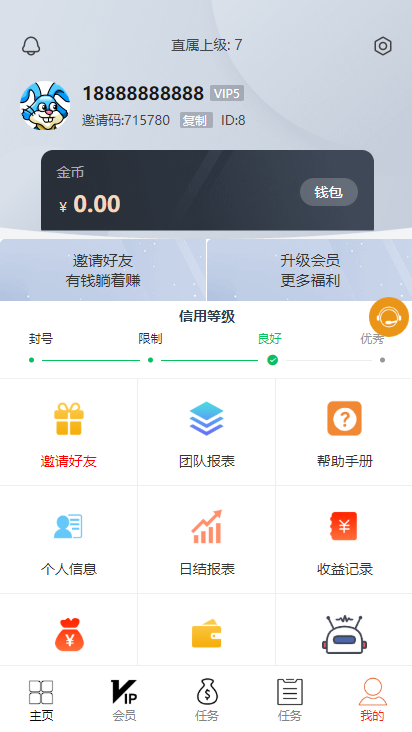 直属上级: 7
18888888888 VIP5
邀请码:715780 复制 ID:8
金币
¥ 0.00
钱包
邀请好友
有钱躺着赚
升级会员
更多福利
信用等级
封号 限制 良好 优秀
邀请好友 团队报表 帮助手册
个人信息 日结报表 收益记录
主页 会员 任务 任务 我的